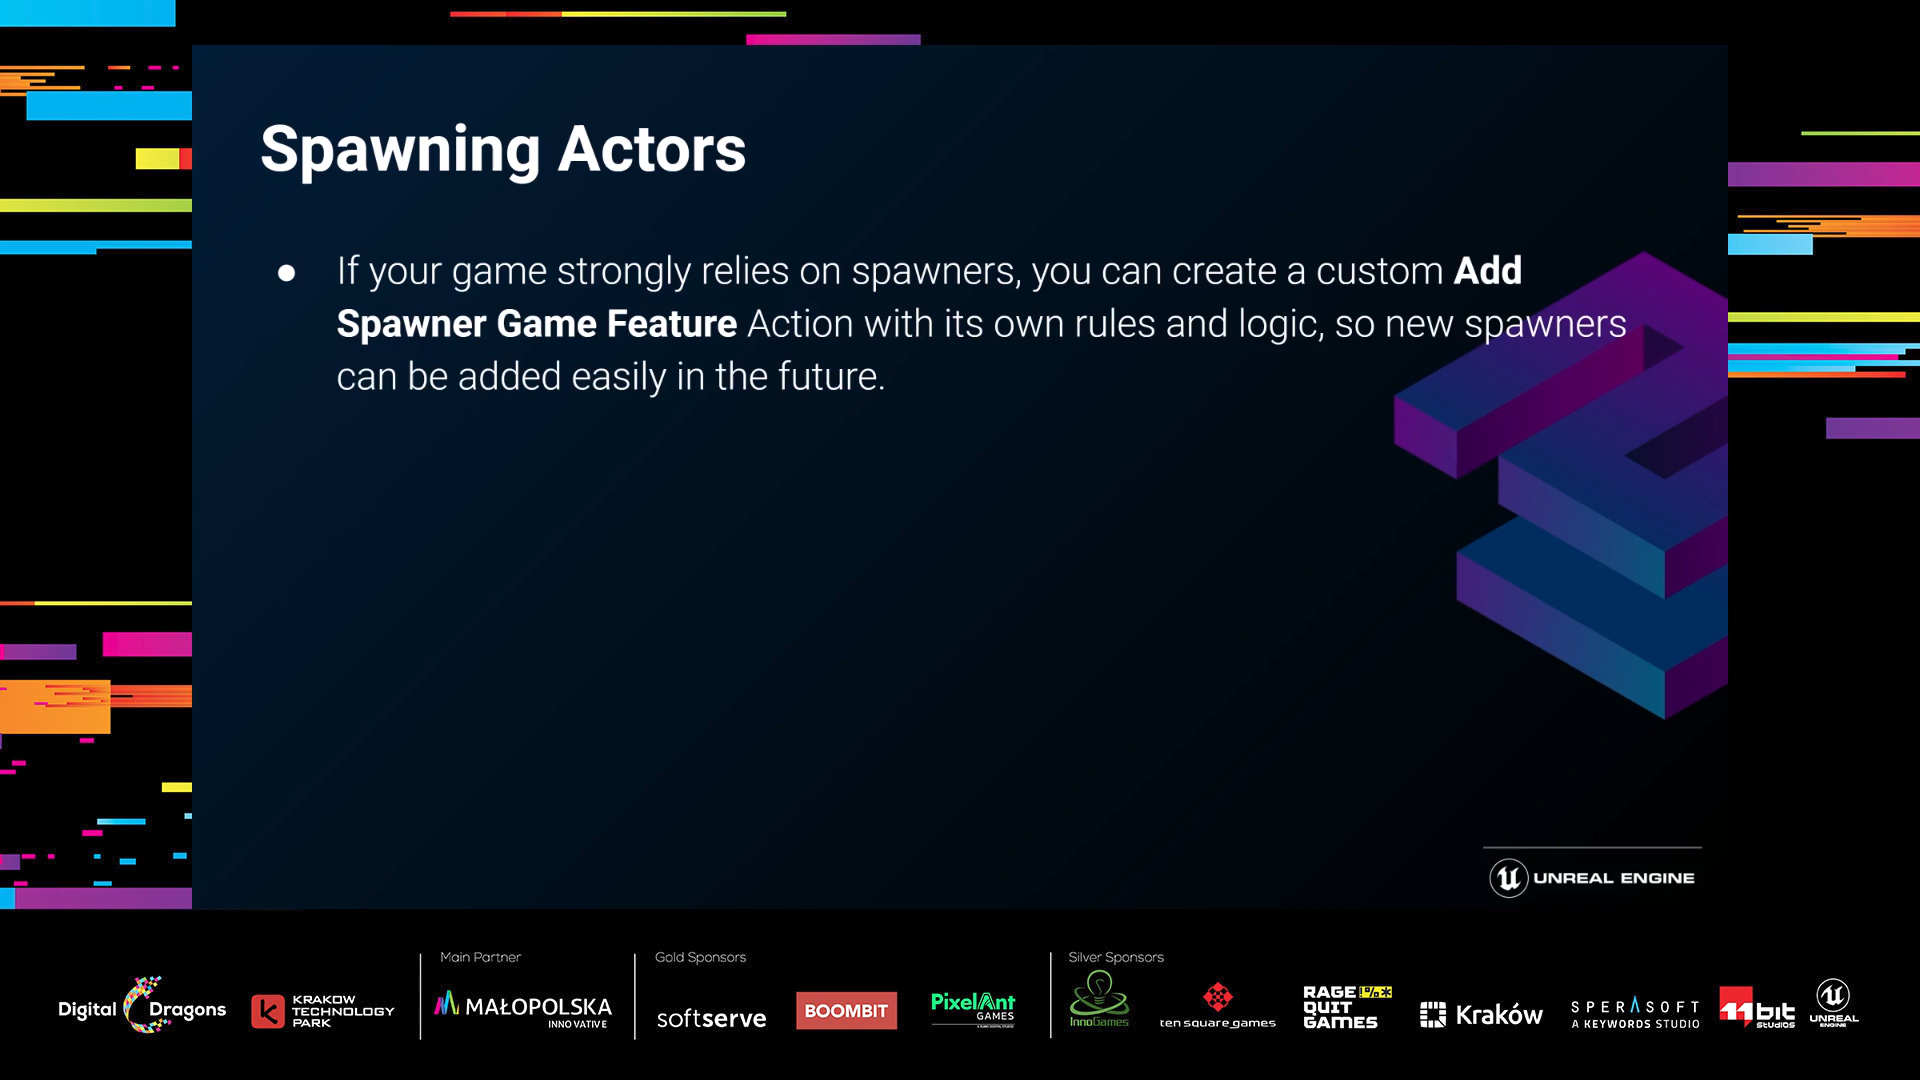 Spawning Actors
● If your game strongly relies on spawners, you can create a custom Add
Spawner Game Feature Action with its own rules and logic, so new spawners
can be added easily in the future.
UNREAL ENGINE
Main Partner
Gold Sponsors
Silver Sponsors
Digital Dragons
KRAKOW
TECHNOLOGY
PARK
MAŁOPOLSKA
INNOVATIVE
softserve
BOOMBIT
PixelAnt
GAMES
InnoGames
ten square games
RAGE !%*
QUIT
GAMES
Kraków
SPERASOFT
A KEYWORDS STUDIO
11bit
studios
UNREAL
ENGINE